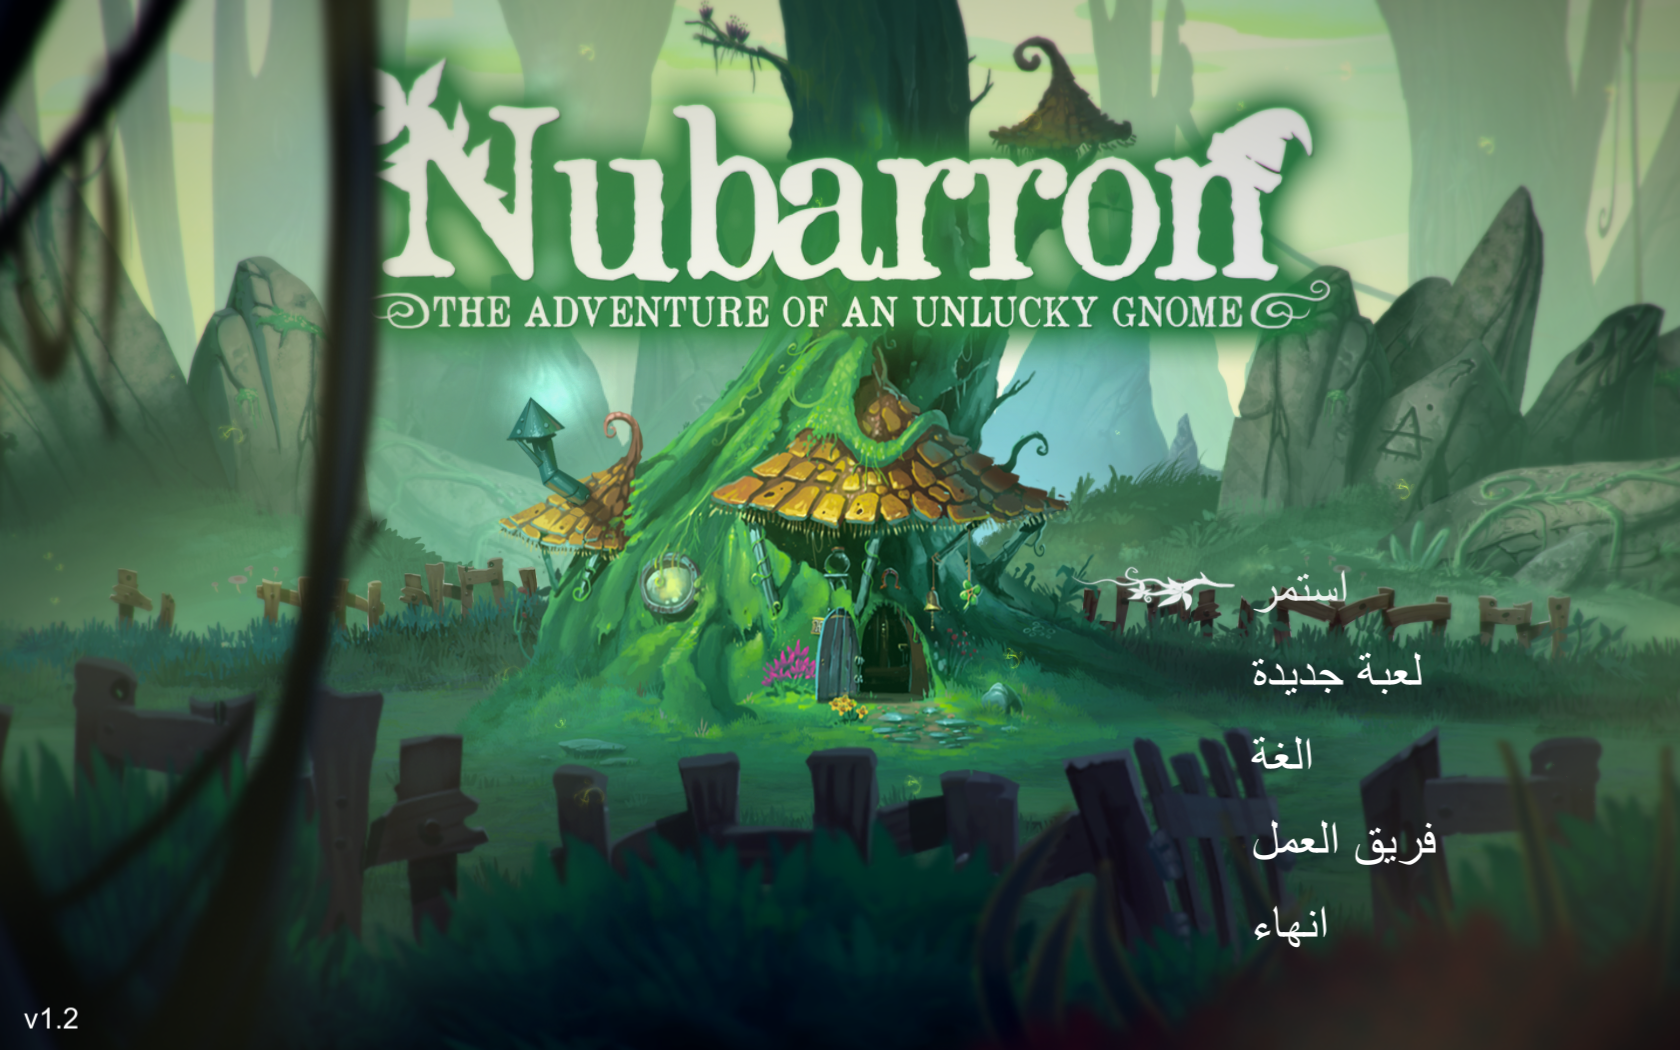 Nubarron
THE ADVENTURE OF AN UNLUCKY GNOME
استمر
لعبة جديدة
الغة
فريق العمل
انهاء
v1.2